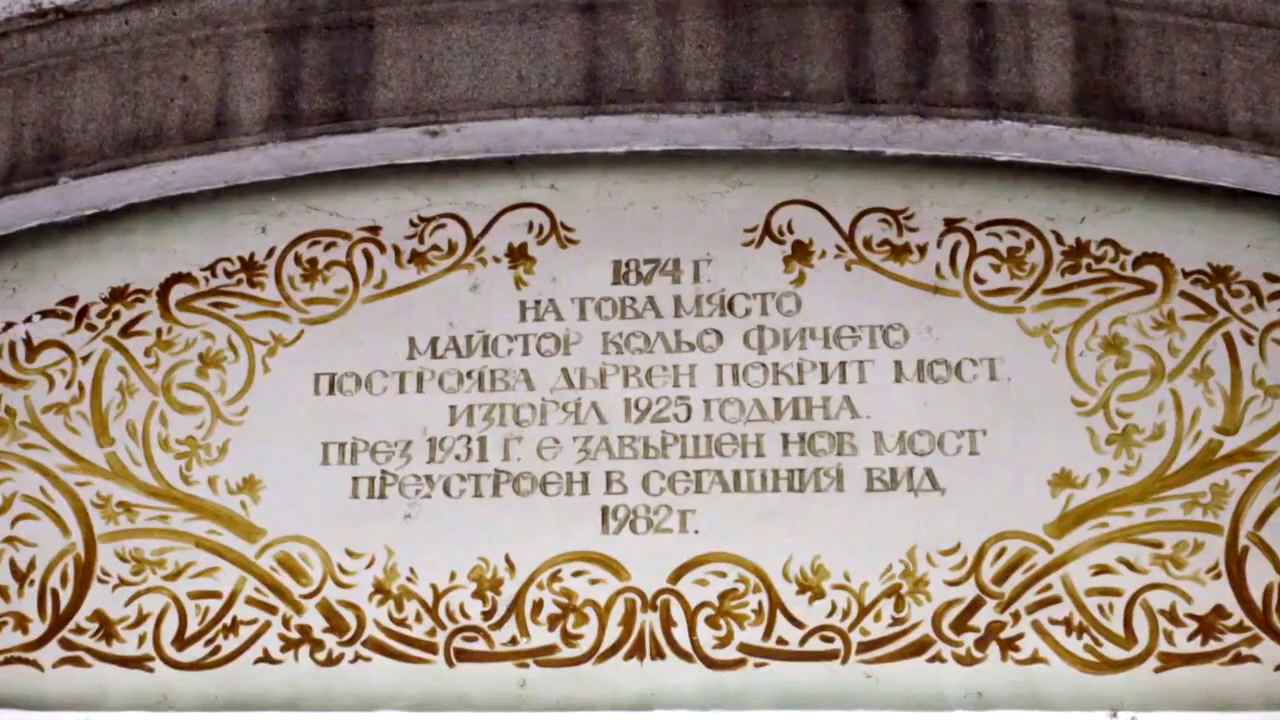 1874 Г.
НА ТОВА МЯСТО
МАЙСТОР КОЛЬО ФИЧЕТО
ПОСТРОЯВА ДЪРВЕН ПОКРИТ МОСТ,
ИЗГОРЯЛ 1925 ГОДИНА.
ПРЕЗ 1931 Г. Е ЗАВЪРШЕН НОВ МОСТ
ПРЕУСТРОЕН В СЕГАШНИЯ ВИД,
1982 Г.